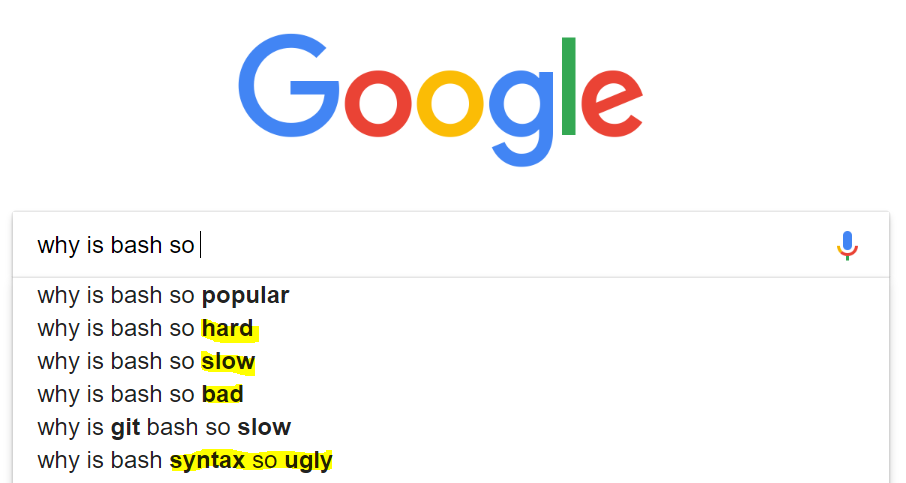 Google
why is bash so
why is bash so popular
why is bash so hard
why is bash so slow
why is bash so bad
why is git bash so slow
why is bash syntax so ugly